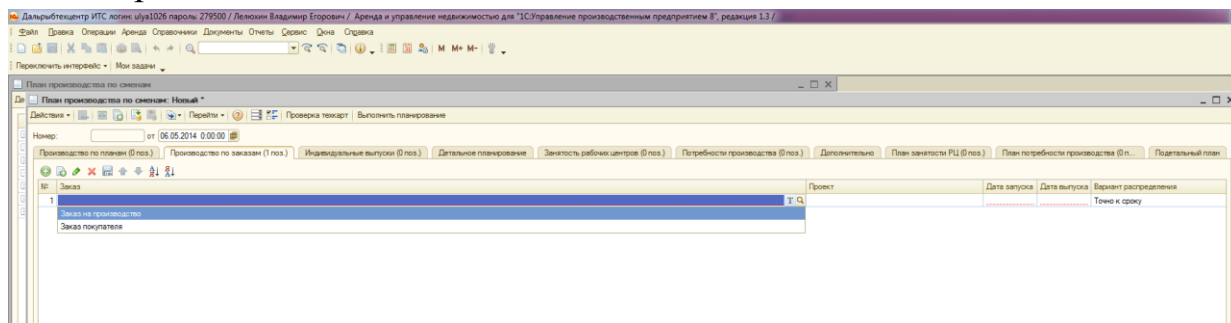 Дальрыбтехцентр ИТС логин: ulya1026 пароль: 279500 / Лелюхин Владимир Егорович / Аренда и управление недвижимостью для "1С:Управление производственным предприятием 8", редакция 1.3 /
Файл Правка Операции Аренда Справочники Документы Отчеты Сервис Окна Справка
M M+ M-
Переключить интерфейс Мои задачи
План производства по сменам
Де План производства по сменам: Новый *
Действия Перейти Проверка техкарт Выполнить планирование
Номер: от 06.05.2014 0:00:00
Производство по планам (0 поз.) Производство по заказам (1 поз.) Индивидуальные выпуски (0 поз.) Детальное планирование Занятость рабочих центров (0 поз.) Потребности производства (0 поз.) Дополнительно План занятости РЦ (0 поз.) План потребности производства (0 п... Подетальный план
№ Заказ Проект Дата запуска Дата выпуска Вариант распределения
1 T Точно к сроку
Заказ на производство
Заказ покупателя